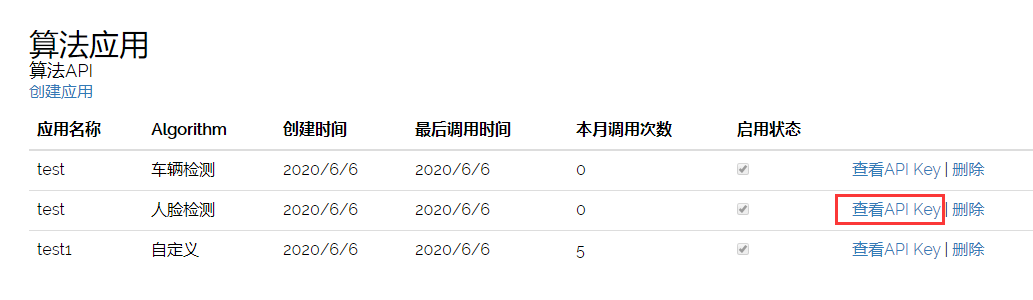 算法应用
算法API
创建应用
应用名称 Algorithm 创建时间 最后调用时间 本月调用次数 启用状态
test 车辆检测 2020/6/6 2020/6/6 0 查看API Key | 删除
test 人脸检测 2020/6/6 2020/6/6 0 查看API Key | 删除
test1 自定义 2020/6/6 2020/6/6 5 查看API Key | 删除